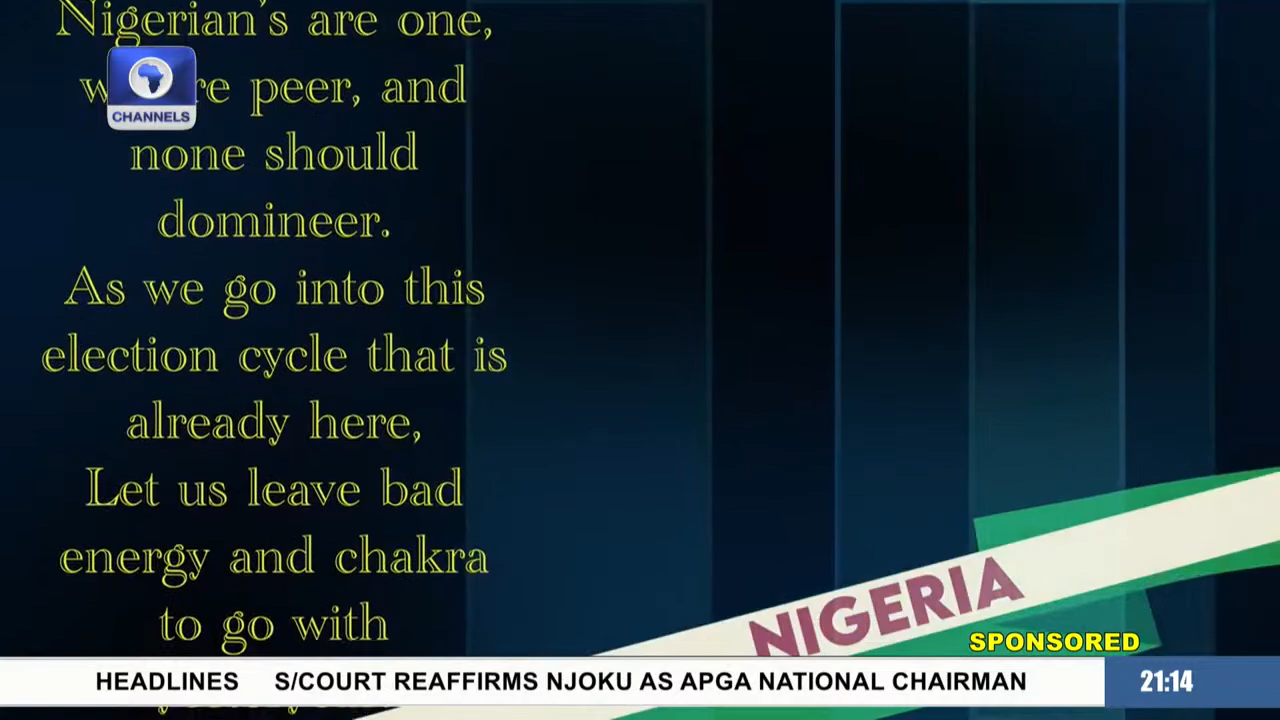 Nigerian's are one,
peer, and
none should
domineer.
As we go into this
election cycle that is
already here,
Let us leave bad
energy and chakra
to go with
CHANNELS
NIGERIA
SPONSORED
HEADLINES S/COURT REAFFIRMS NJOKU AS APGA NATIONAL CHAIRMAN 21:14